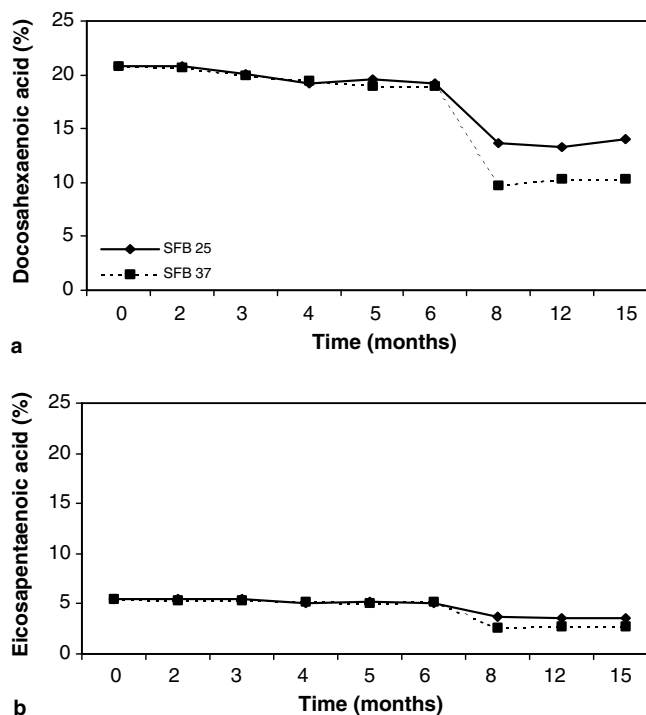 Docosahexaenoic acid (%)
25
20
15
10
5
0
SFB 25
SFB 37
0 2 3 4 5 6 8 12 15
Time (months)
a
Eicosapentaenoic acid (%)
25
20
15
10
5
0
0 2 3 4 5 6 8 12 15
Time (months)
b